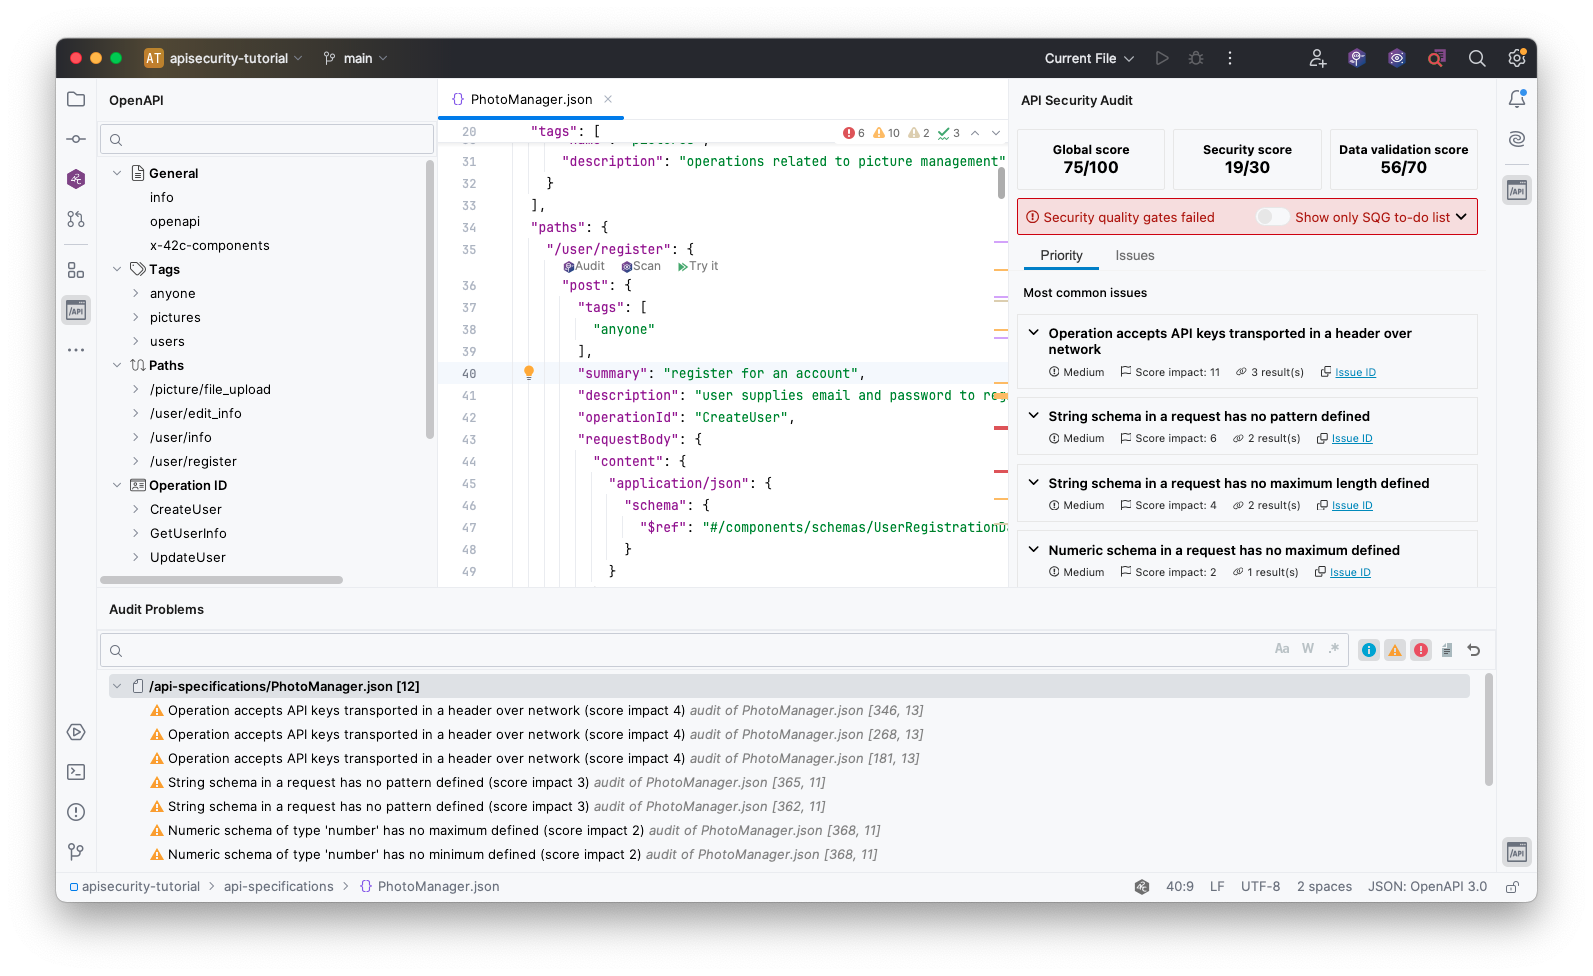 AT apisecurity-tutorial main Current File
OpenAPI
General
info
openapi
x-42c-components
Tags
anyone
pictures
users
Paths
/picture/file_upload
/user/edit_info
/user/info
/user/register
Operation ID
CreateUser
GetUserInfo
UpdateUser
{} PhotoManager.json
6 10 2 3
20 "tags": [
31 "description": "operations related to picture management"
32 }
33 ],
34 "paths": {
35 "/user/register": {
Audit Scan Try it
36 "post": {
37 "tags": [
38 "anyone"
39 ],
40 "summary": "register for an account",
41 "description": "user supplies email and password to reg
42 "operationId": "CreateUser",
43 "requestBody": {
44 "content": {
45 "application/json": {
46 "schema": {
47 "$ref": "#/components/schemas/UserRegistrationD
48 }
49 }
API Security Audit
Global score
75/100
Security score
19/30
Data validation score
56/70
Security quality gates failed Show only SQG to-do list
Priority Issues
Most common issues
Operation accepts API keys transported in a header over
network
Medium Score impact: 11 3 result(s) Issue ID
String schema in a request has no pattern defined
Medium Score impact: 6 2 result(s) Issue ID
String schema in a request has no maximum length defined
Medium Score impact: 4 2 result(s) Issue ID
Numeric schema in a request has no maximum defined
Medium Score impact: 2 1 result(s) Issue ID
Audit Problems
Aa W .*
/api-specifications/PhotoManager.json [12]
Operation accepts API keys transported in a header over network (score impact 4) audit of PhotoManager.json [346, 13]
Operation accepts API keys transported in a header over network (score impact 4) audit of PhotoManager.json [268, 13]
Operation accepts API keys transported in a header over network (score impact 4) audit of PhotoManager.json [181, 13]
String schema in a request has no pattern defined (score impact 3) audit of PhotoManager.json [365, 11]
String schema in a request has no pattern defined (score impact 3) audit of PhotoManager.json [362, 11]
Numeric schema of type 'number' has no maximum defined (score impact 2) audit of PhotoManager.json [368, 11]
Numeric schema of type 'number' has no minimum defined (score impact 2) audit of PhotoManager.json [368, 11]
apisecurity-tutorial > api-specifications > {} PhotoManager.json
40:9 LF UTF-8 2 spaces JSON: OpenAPI 3.0